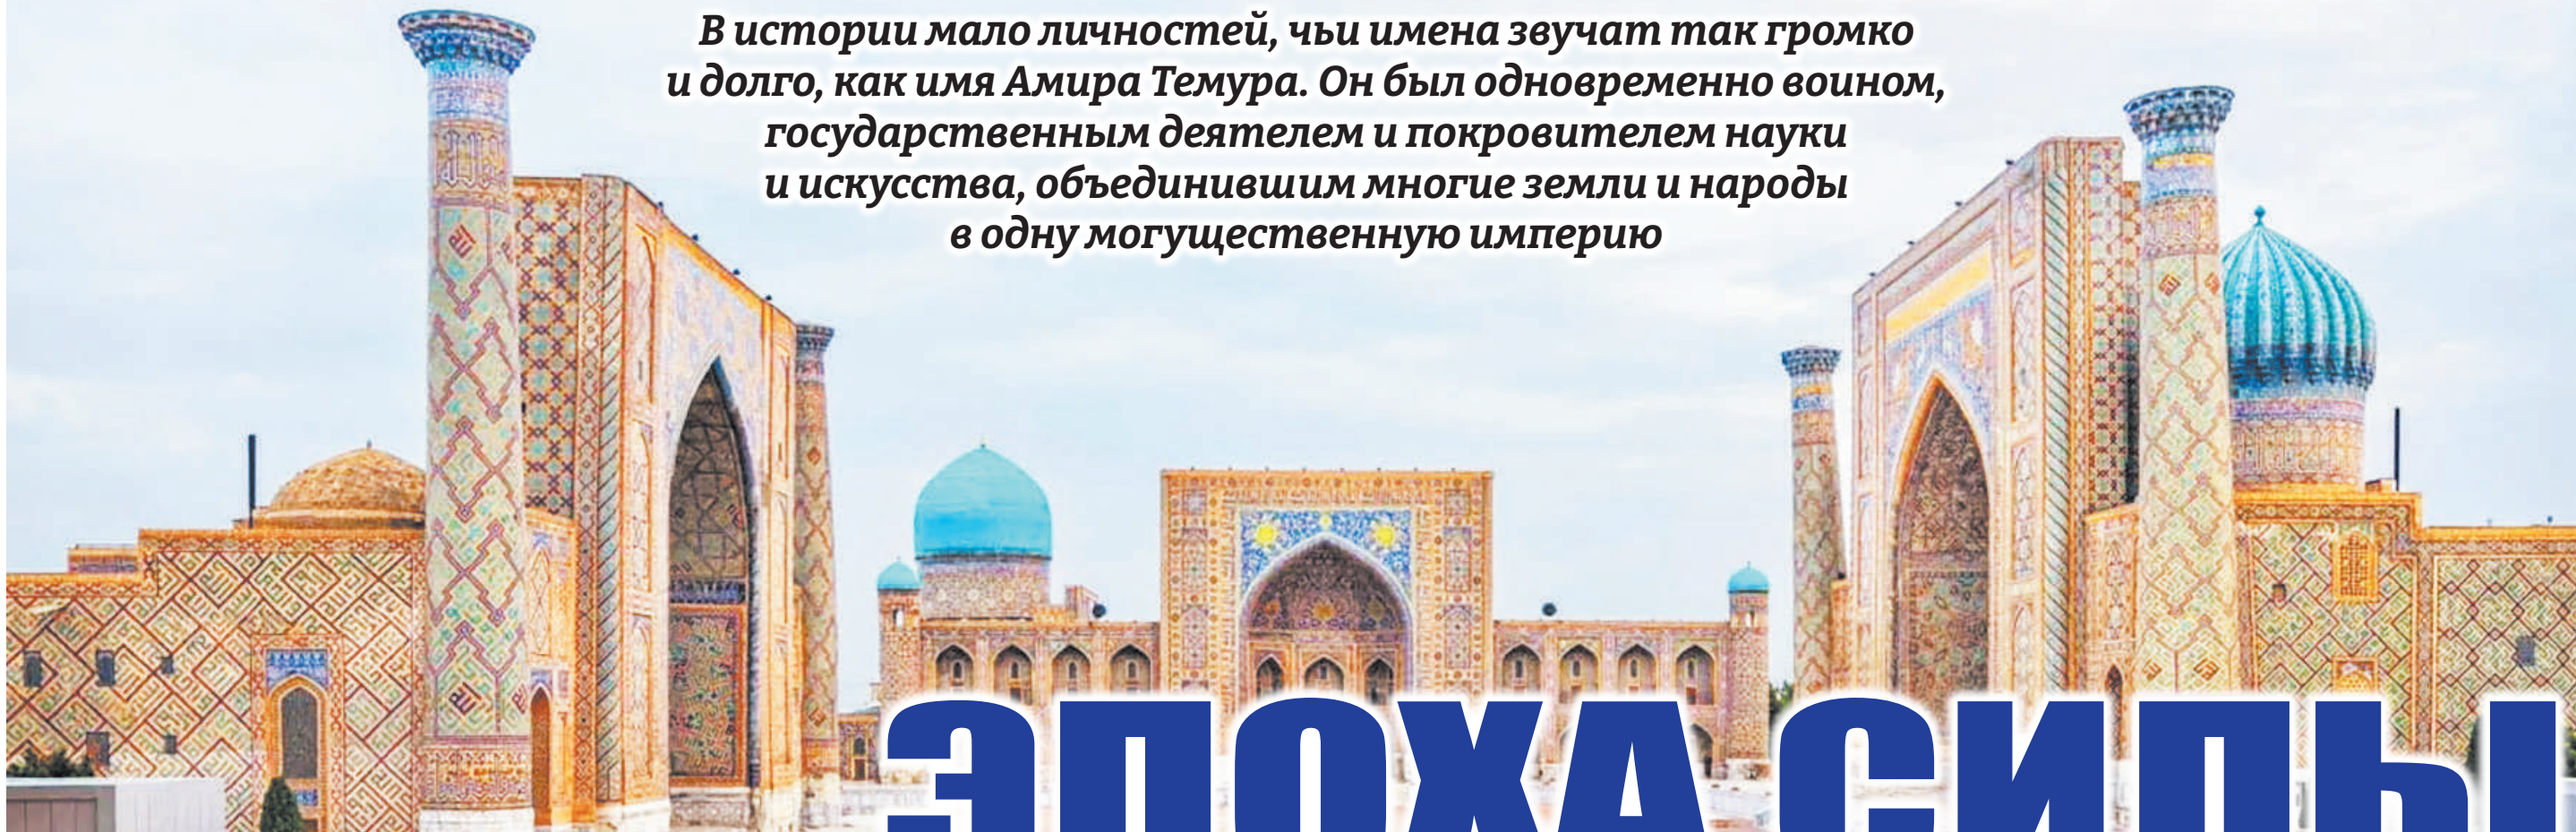 В истории мало личностей, чьи имена звучат так громко
и долго, как имя Амира Темура. Он был одновременно воином,
государственным деятелем и покровителем науки
и искусства, объединившим многие земли и народы
в одну могущественную империю
ЭПОХА СИЛЫ